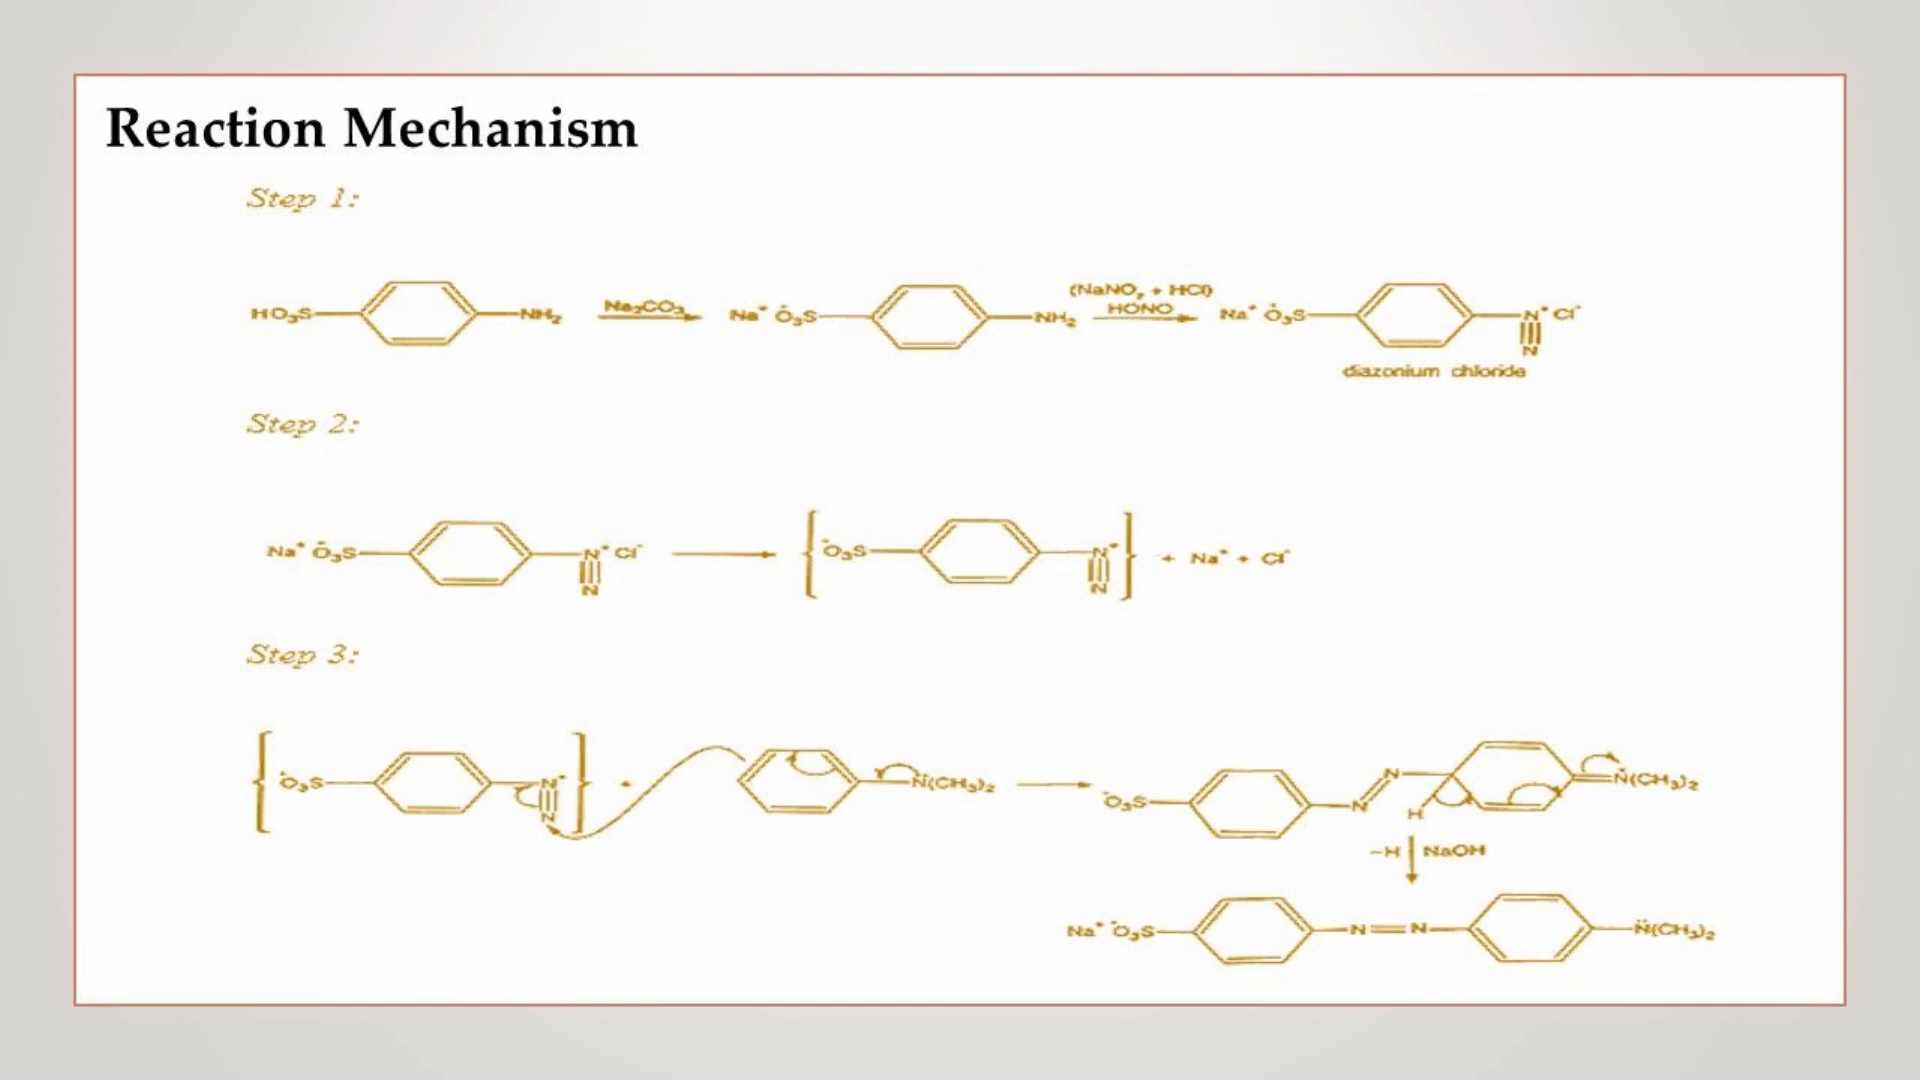 Reaction Mechanism
Step 1:
HO₃S NH₂ Na₂CO₃ Na⁺ ⁻O₃S NH₂ (NaNO₂ + HCl) HONO Na⁺ ⁻O₃S N⁺ Cl⁻ N
diazonium chloride
Step 2:
Na⁺ ⁻O₃S N⁺ Cl⁻ N ⁻O₃S N⁺ N + Na⁺ + Cl⁻
Step 3:
⁻O₃S N⁺ N + N(CH₃)₂ ⁻O₃S N N H N(CH₃)₂
–H NaOH
Na⁺ ⁻O₃S N N N(CH₃)₂